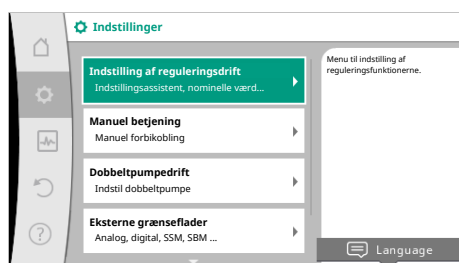 Indstillinger
Indstilling af reguleringsdrift
Indstillingsassistent, nominelle værd...
Manuel betjening
Manuel forbikobling
Dobbeltpumpedrift
Indstil dobbeltpumpe
Eksterne grænseflader
Analog, digital, SSM, SBM ...
Menu til indstilling af
reguleringsfunktionerne.
Language